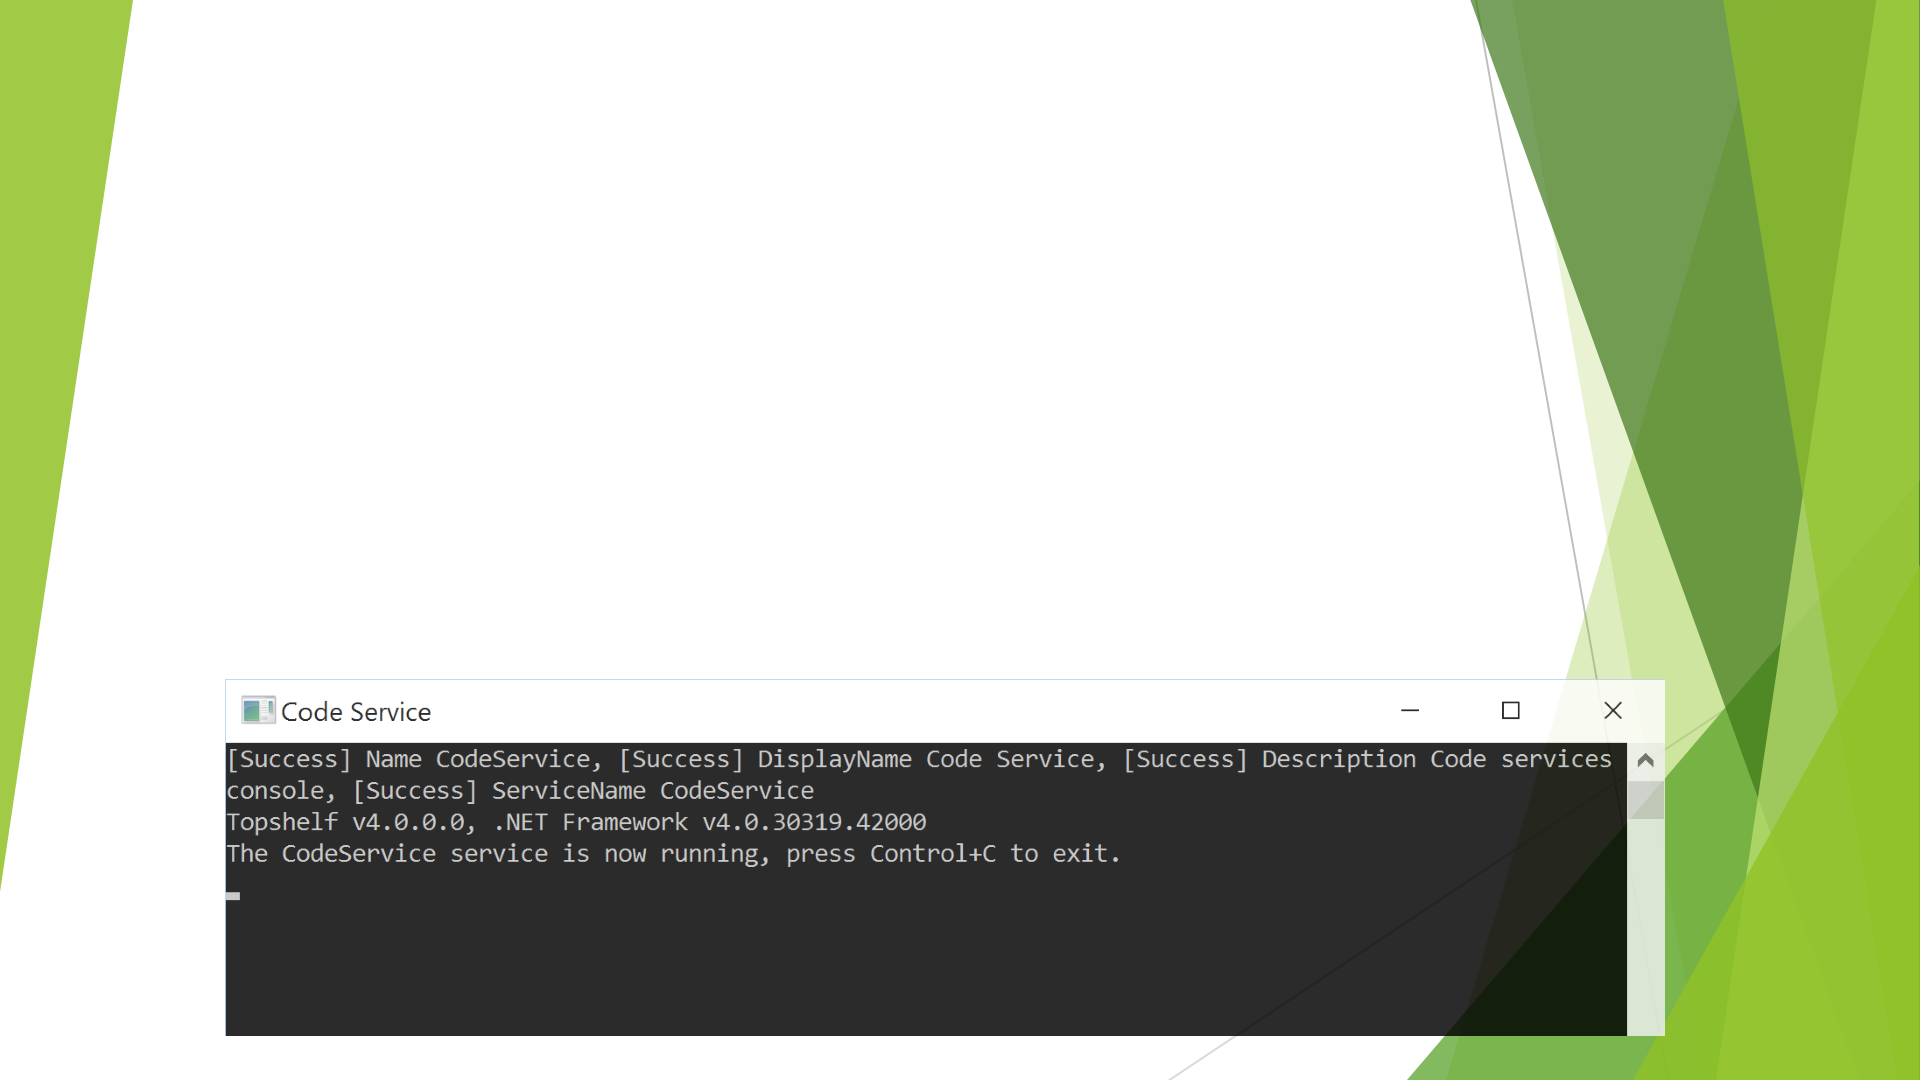 Code Service
[Success] Name CodeService, [Success] DisplayName Code Service, [Success] Description Code services
console, [Success] ServiceName CodeService
Topshelf v4.0.0.0, .NET Framework v4.0.30319.42000
The CodeService service is now running, press Control+C to exit.